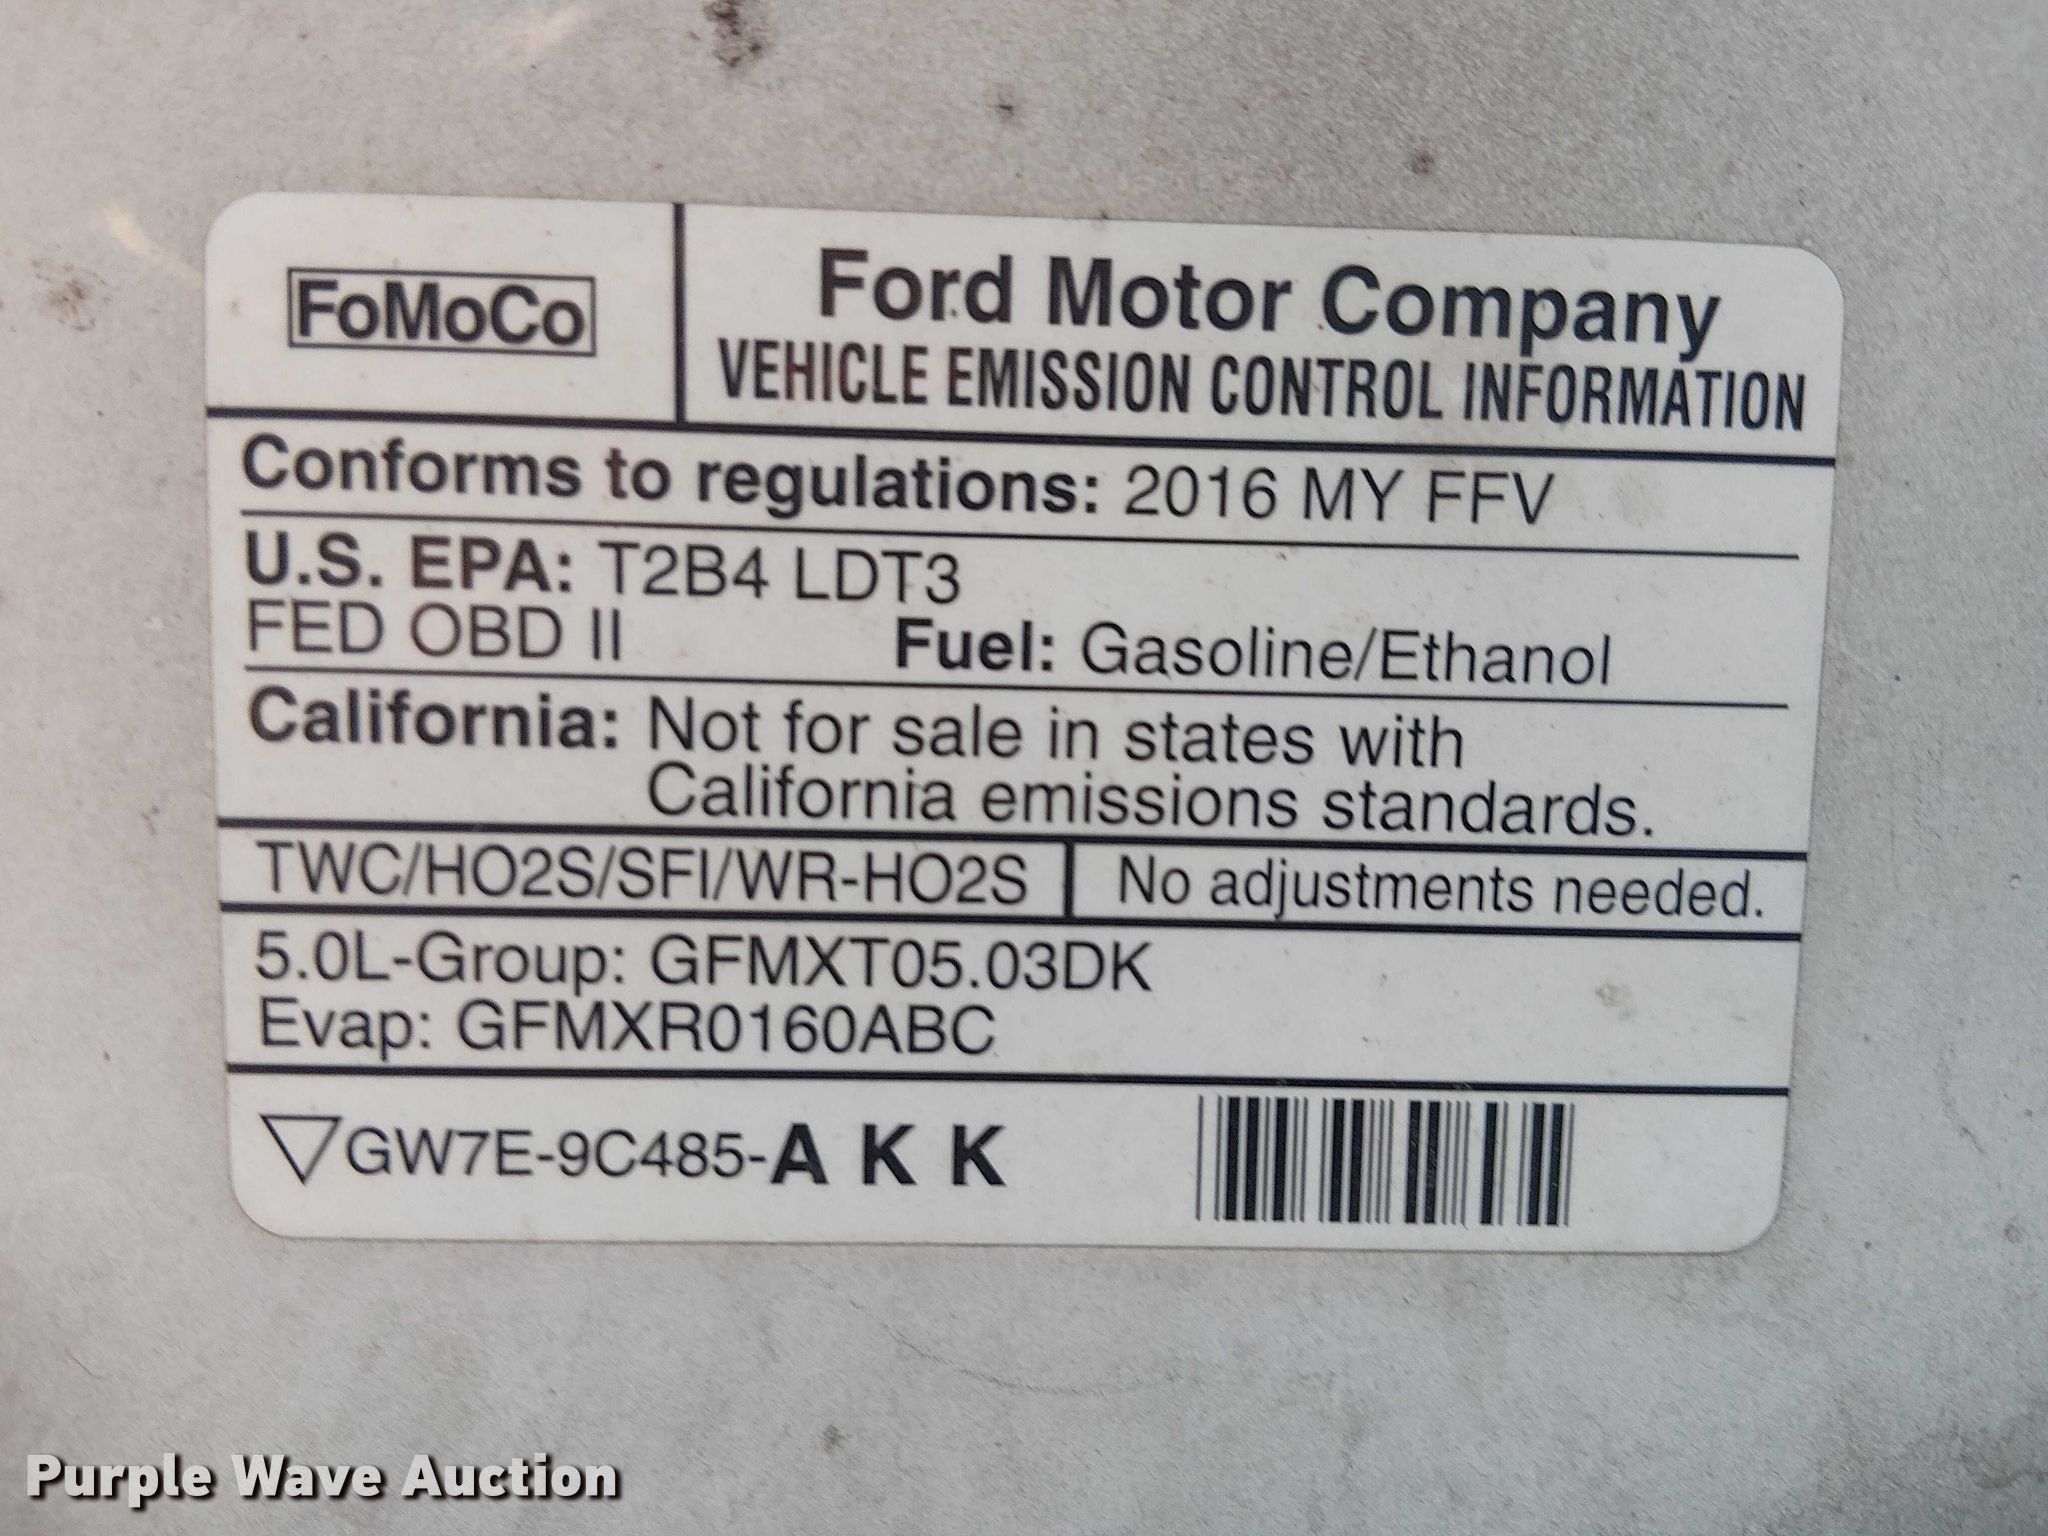 FoMoCo
Ford Motor Company
VEHICLE EMISSION CONTROL INFORMATION
Conforms to regulations: 2016 MY FFV
U.S. EPA: T2B4 LDT3
FED OBD II Fuel: Gasoline/Ethanol
California: Not for sale in states with
California emissions standards.
TWC/HO2S/SFI/WR-HO2S No adjustments needed.
5.0L-Group: GFMXT05.03DK
Evap: GFMXR0160ABC
GW7E-9C485-A K K
Purple Wave Auction